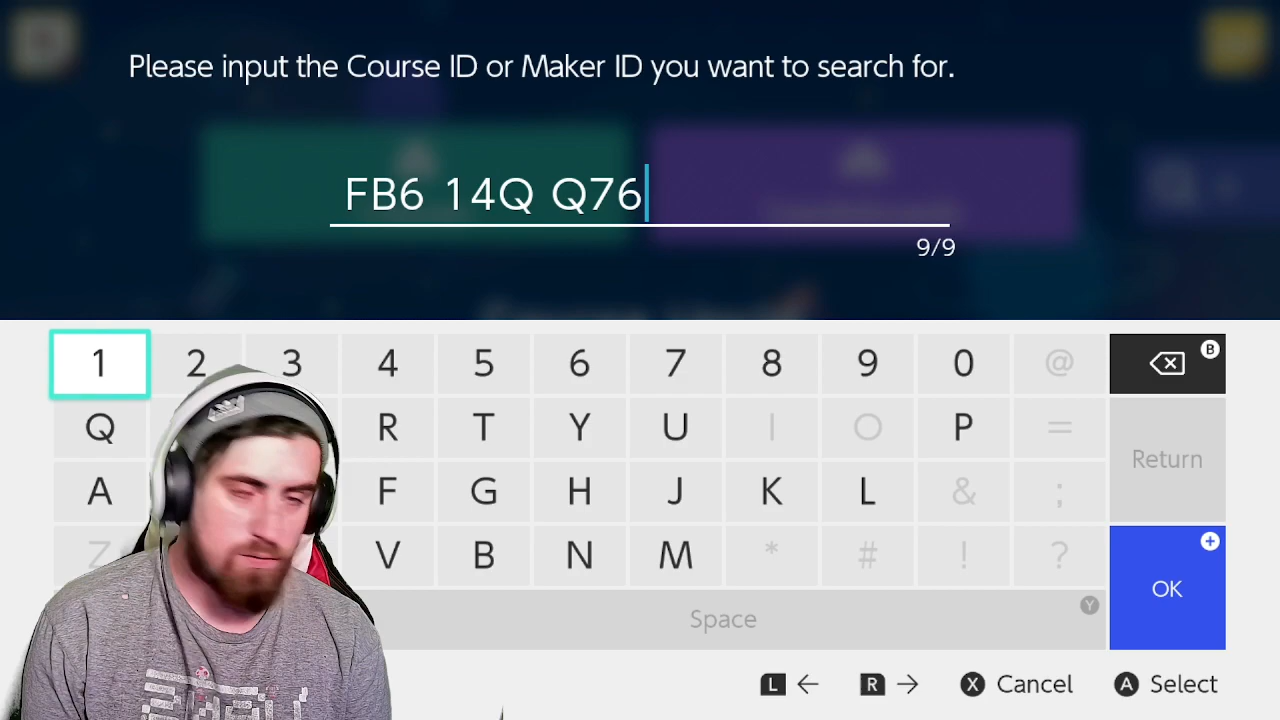 Please input the Course ID or Maker ID you want to search for.
FB6 14Q Q76
9/9
1 2 3 4 5 6 7 8 9 0 @ B
Q R T Y U I O P =
Return
A F G H J K L & ;
Z V B N M * # ! ? +
OK
Space Y
L ← R → X Cancel A Select